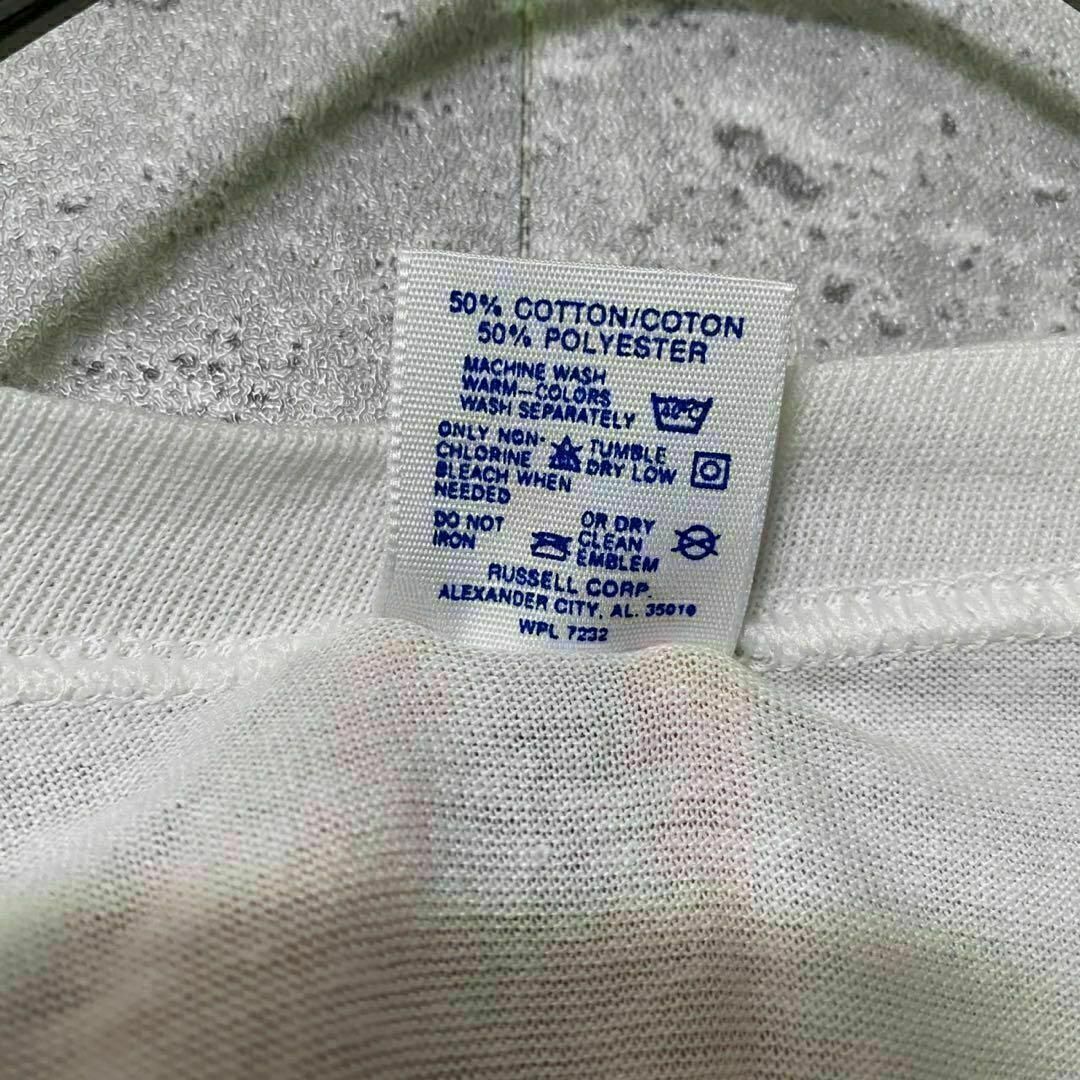 50% COTTON/COTON
50% POLYESTER
MACHINE WASH
WARM-COLORS
WASH SEPARATELY
40°C
ONLY NON-
CHLORINE
BLEACH WHEN
NEEDED
TUMBLE
DRY LOW
DO NOT
IRON
OR DRY
CLEAN
EMBLEM
RUSSELL CORP.
ALEXANDER CITY, AL. 35010
WPL 7232